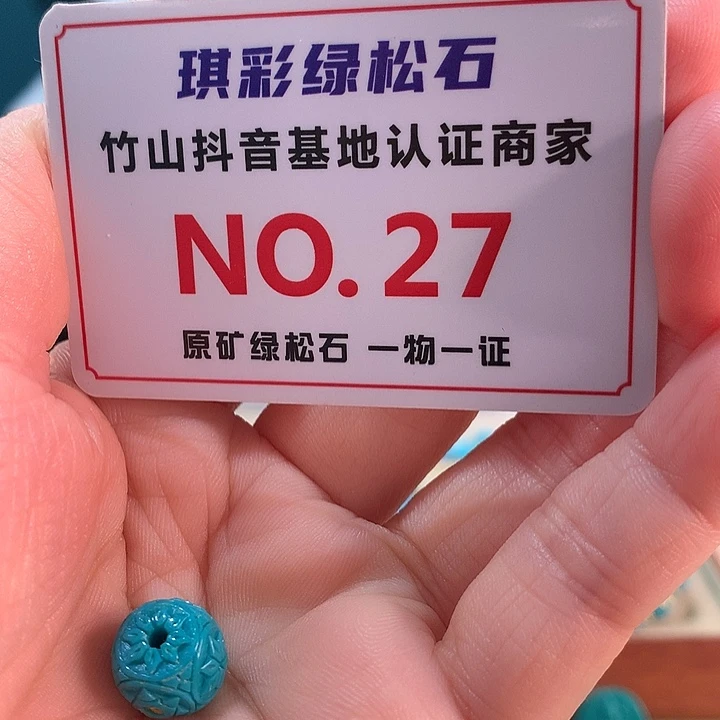 琪彩绿松石
竹山抖音基地认证商家
NO.27
原矿绿松石 一物一证